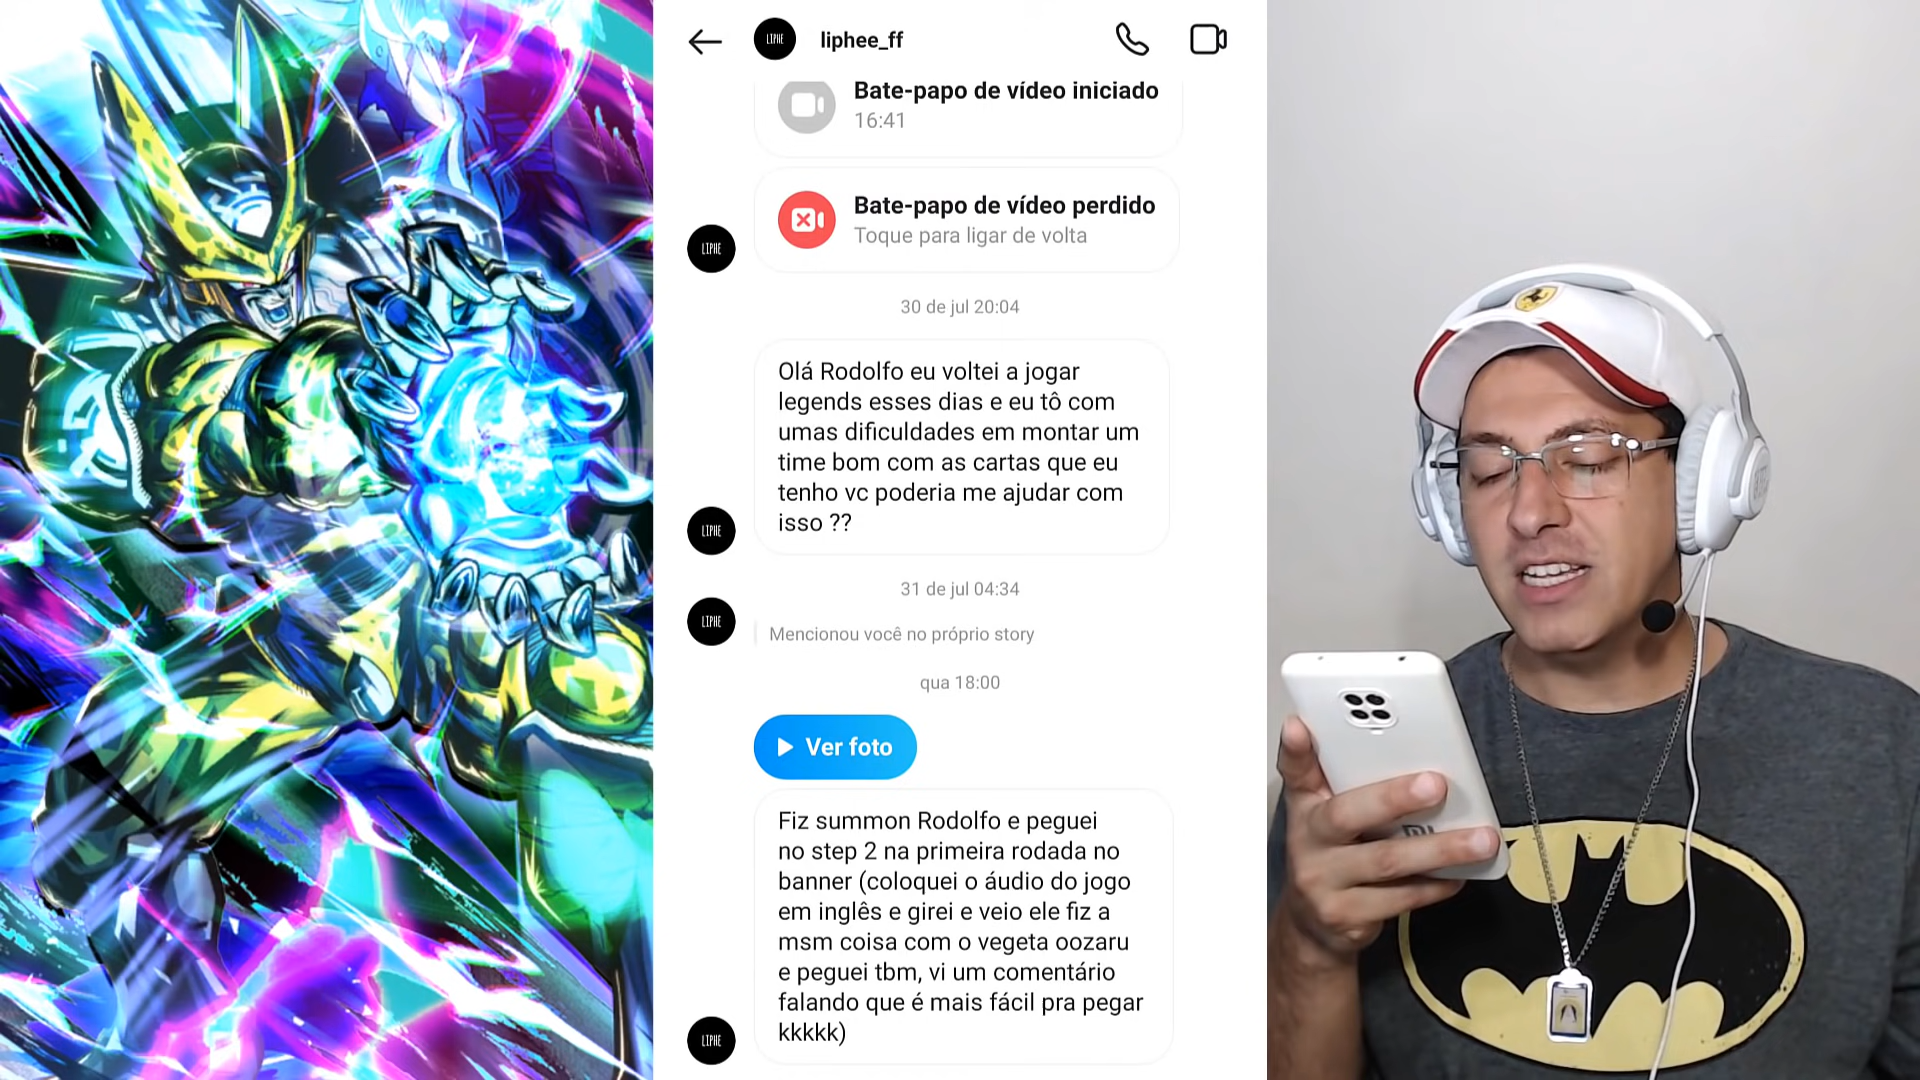 LIPHE
liphee_ff
Bate-papo de vídeo iniciado
16:41
Bate-papo de vídeo perdido
Toque para ligar de volta
LIPHE
30 de jul 20:04
Olá Rodolfo eu voltei a jogar
legends esses dias e eu tô com
umas dificuldades em montar um
time bom com as cartas que eu
tenho vc poderia me ajudar com
isso ??
LIPHE
31 de jul 04:34
LIPHE
Mencionou você no próprio story
qua 18:00
Ver foto
Fiz summon Rodolfo e peguei
no step 2 na primeira rodada no
banner (coloquei o áudio do jogo
em inglês e girei e veio ele fiz a
msm coisa com o vegeta oozaru
e peguei tbm, vi um comentário
falando que é mais fácil pra pegar
kkkkk)
LIPHE